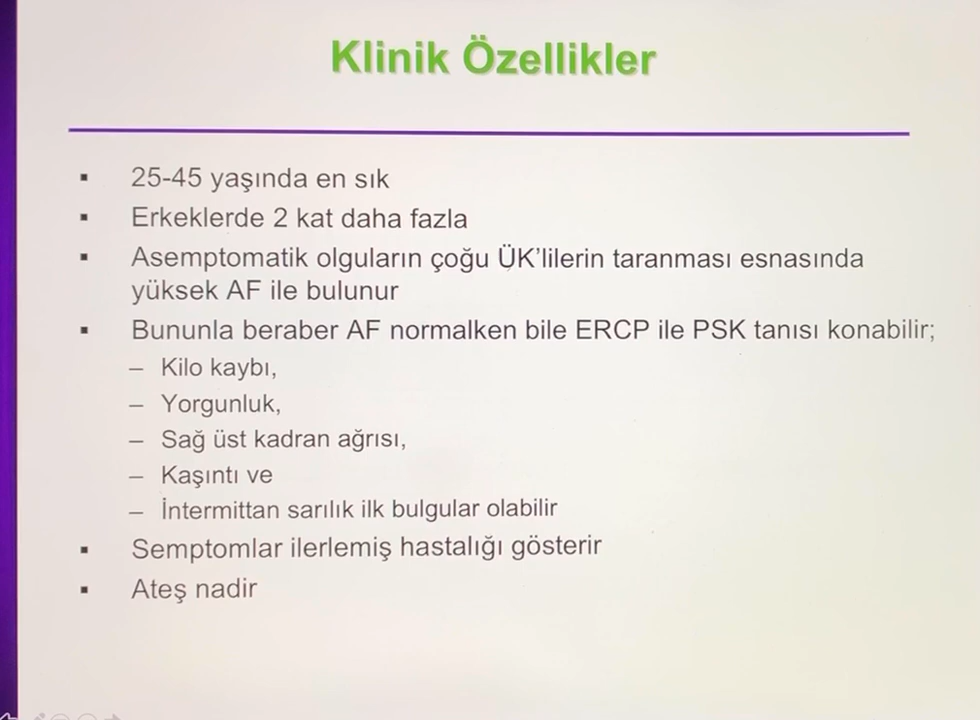 Klinik Özellikler
▪ 25-45 yaşında en sık
▪ Erkeklerde 2 kat daha fazla
▪ Asemptomatik olguların çoğu ÜK'lilerin taranması esnasında
yüksek AF ile bulunur
▪ Bununla beraber AF normalken bile ERCP ile PSK tanısı konabilir;
– Kilo kaybı,
– Yorgunluk,
– Sağ üst kadran ağrısı,
– Kaşıntı ve
– İntermittan sarılık ilk bulgular olabilir
▪ Semptomlar ilerlemiş hastalığı gösterir
▪ Ateş nadir